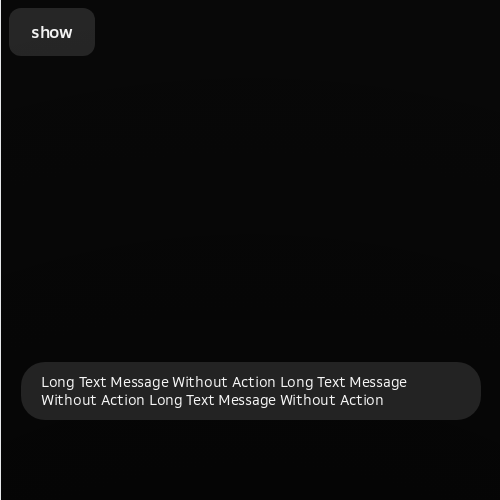 show
Long Text Message Without Action Long Text Message
Without Action Long Text Message Without Action